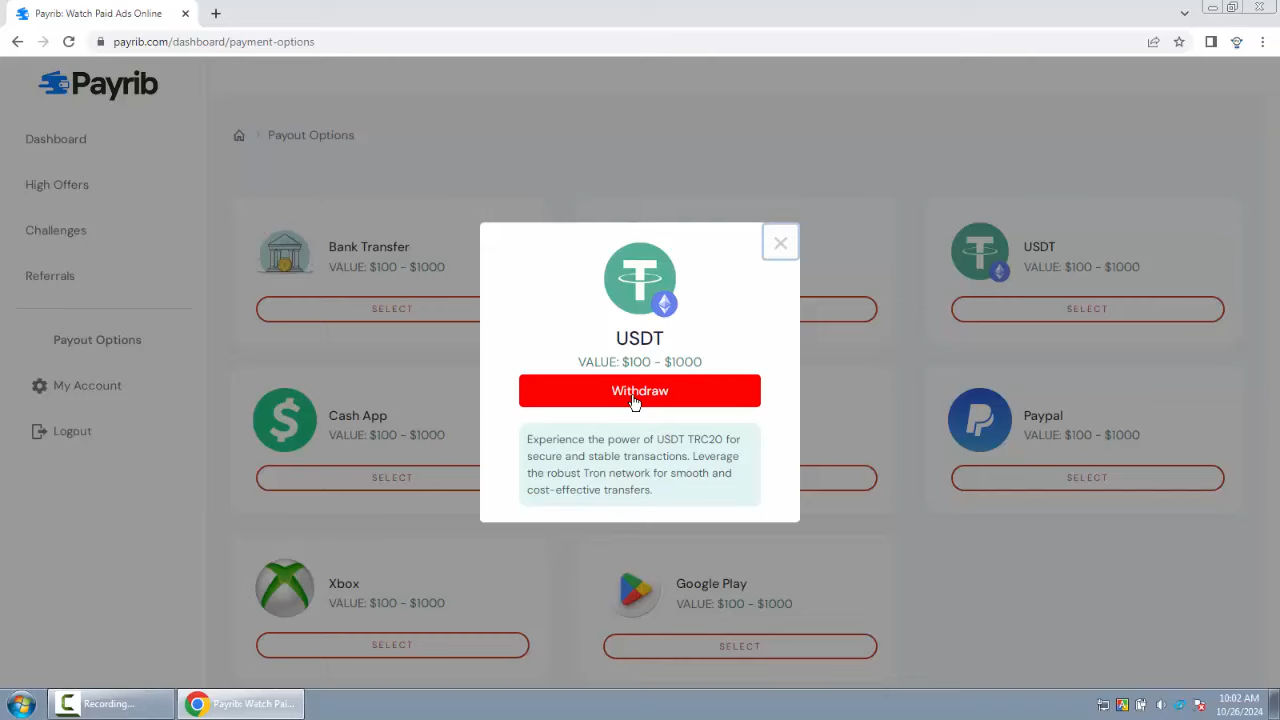 Payrib: Watch Paid Ads Online
payrib.com/dashboard/payment-options
Payrib
Dashboard
High Offers
Challenges
Referrals
Payout Options
My Account
Logout
Payout Options
Bank Transfer
VALUE: $100 - $1000
SELECT
USDT
VALUE: $100 - $1000
SELECT
USDT
VALUE: $100 - $1000
Withdraw
Experience the power of USDT TRC20 for
secure and stable transactions. Leverage
the robust Tron network for smooth and
cost-effective transfers.
Cash App
VALUE: $100 - $1000
SELECT
Paypal
VALUE: $100 - $1000
SELECT
Xbox
VALUE: $100 - $1000
SELECT
Google Play
VALUE: $100 - $1000
SELECT
Recording...
Payrib: Watch Pai...
10:02 AM
10/26/2024